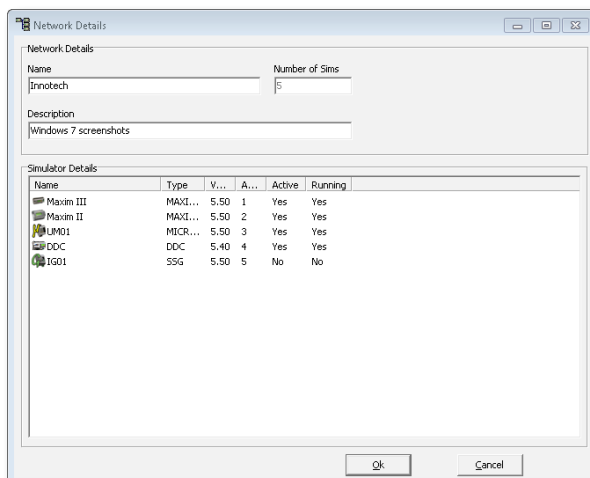 Network Details
Network Details
Name Number of Sims
Innotech 5
Description
Windows 7 screenshots
Simulator Details
Name Type V... A... Active Running
Maxim III MAXI... 5.50 1 Yes Yes
Maxim II MAXI... 5.50 2 Yes Yes
UM01 MICR... 5.50 3 Yes Yes
DDC DDC 5.40 4 Yes Yes
IG01 SSG 5.50 5 No No
Ok Cancel